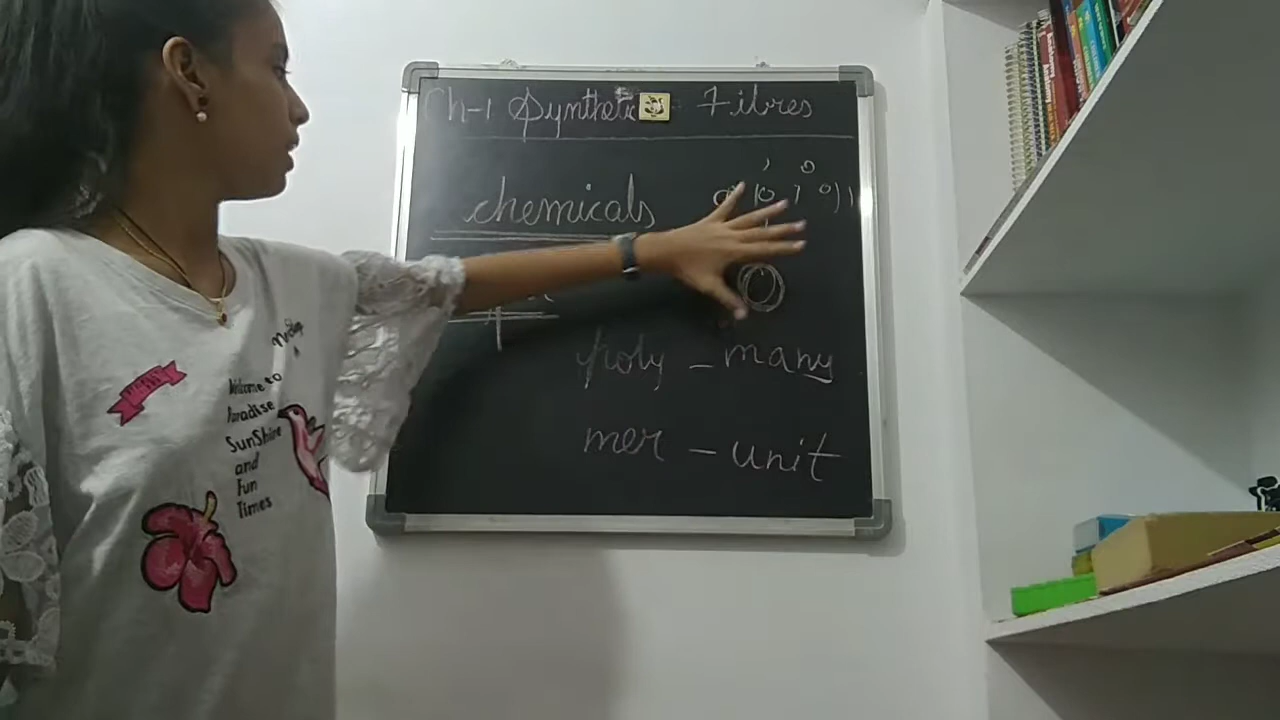 Ch-1 Synthetic Fibres
chemicals
poly - many
mer - unit
Welcome to
Paradise
SunShine
and
Fun
Times